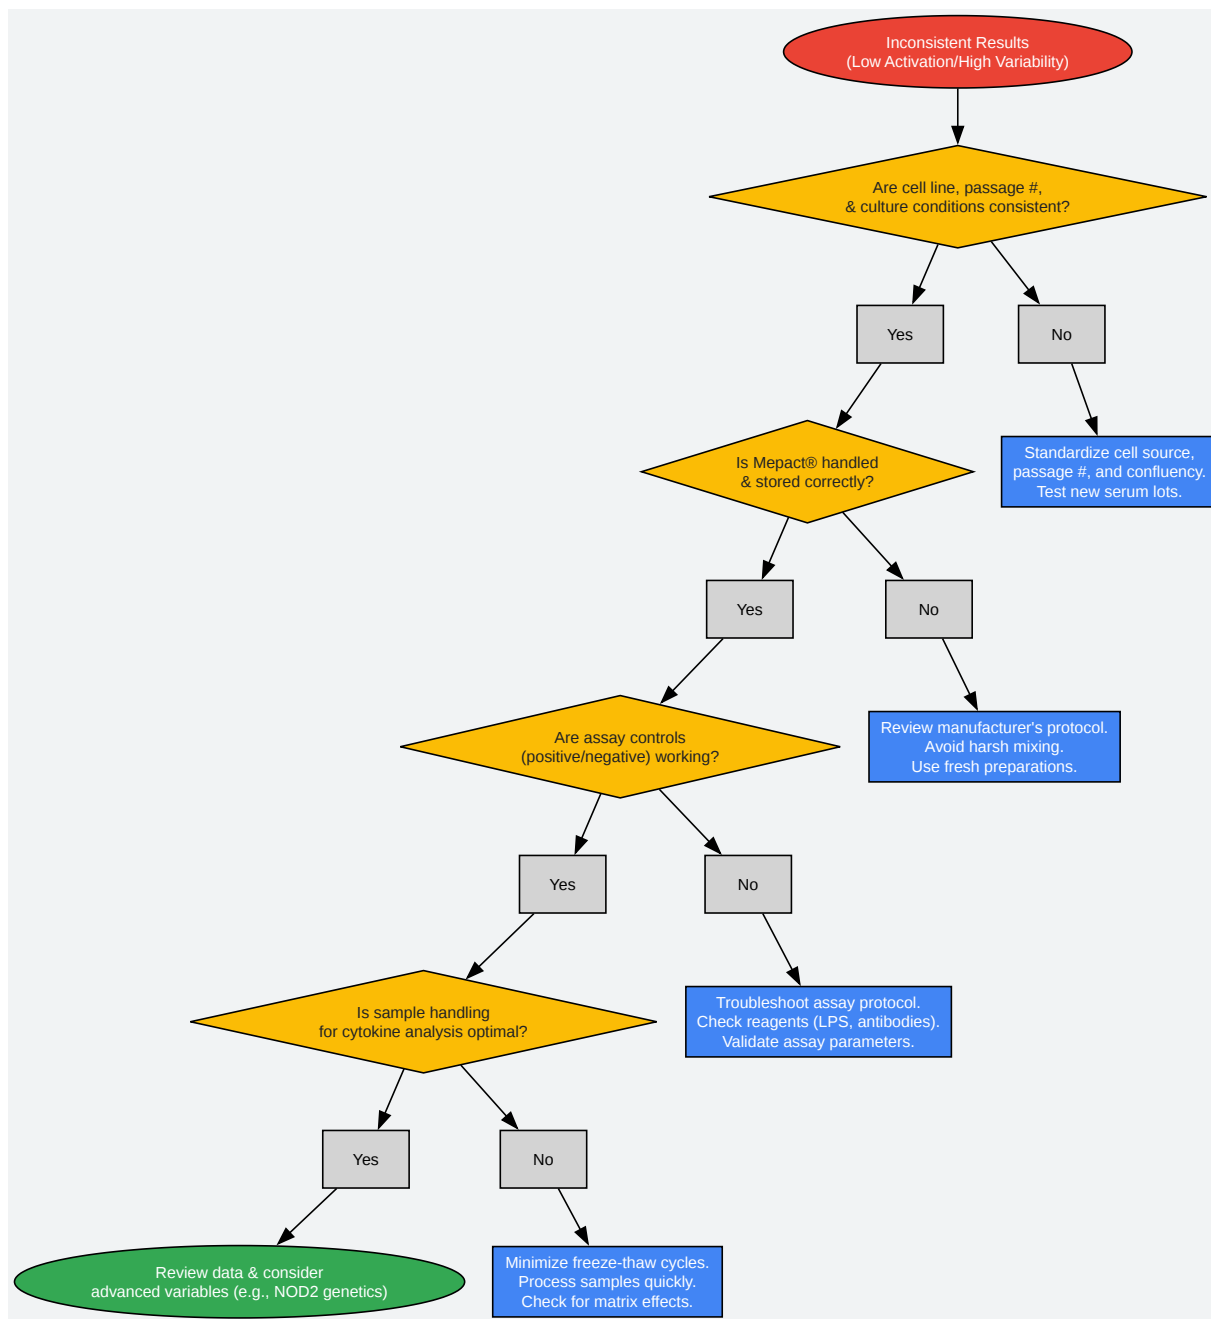 Inconsistent Results
(Low Activation/High Variability)
Are cell line, passage #,
& culture conditions consistent?
Yes
No
Is Mepact® handled
& stored correctly?
Standardize cell source,
passage #, and confluency.
Test new serum lots.
Yes
No
Are assay controls
(positive/negative) working?
Review manufacturer's protocol.
Avoid harsh mixing.
Use fresh preparations.
Yes
No
Is sample handling
for cytokine analysis optimal?
Troubleshoot assay protocol.
Check reagents (LPS, antibodies).
Validate assay parameters.
Yes
No
Review data & consider
advanced variables (e.g., NOD2 genetics)
Minimize freeze-thaw cycles.
Process samples quickly.
Check for matrix effects.